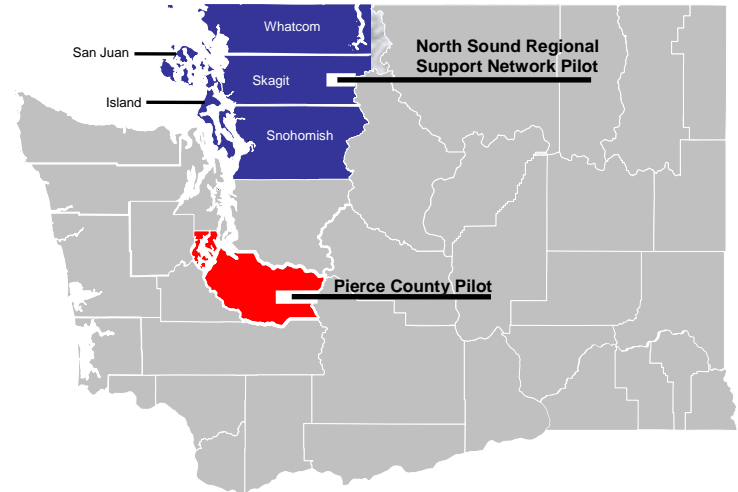 Whatcom
San Juan
North Sound Regional
Support Network Pilot
Skagit
Island
Snohomish
Pierce County Pilot